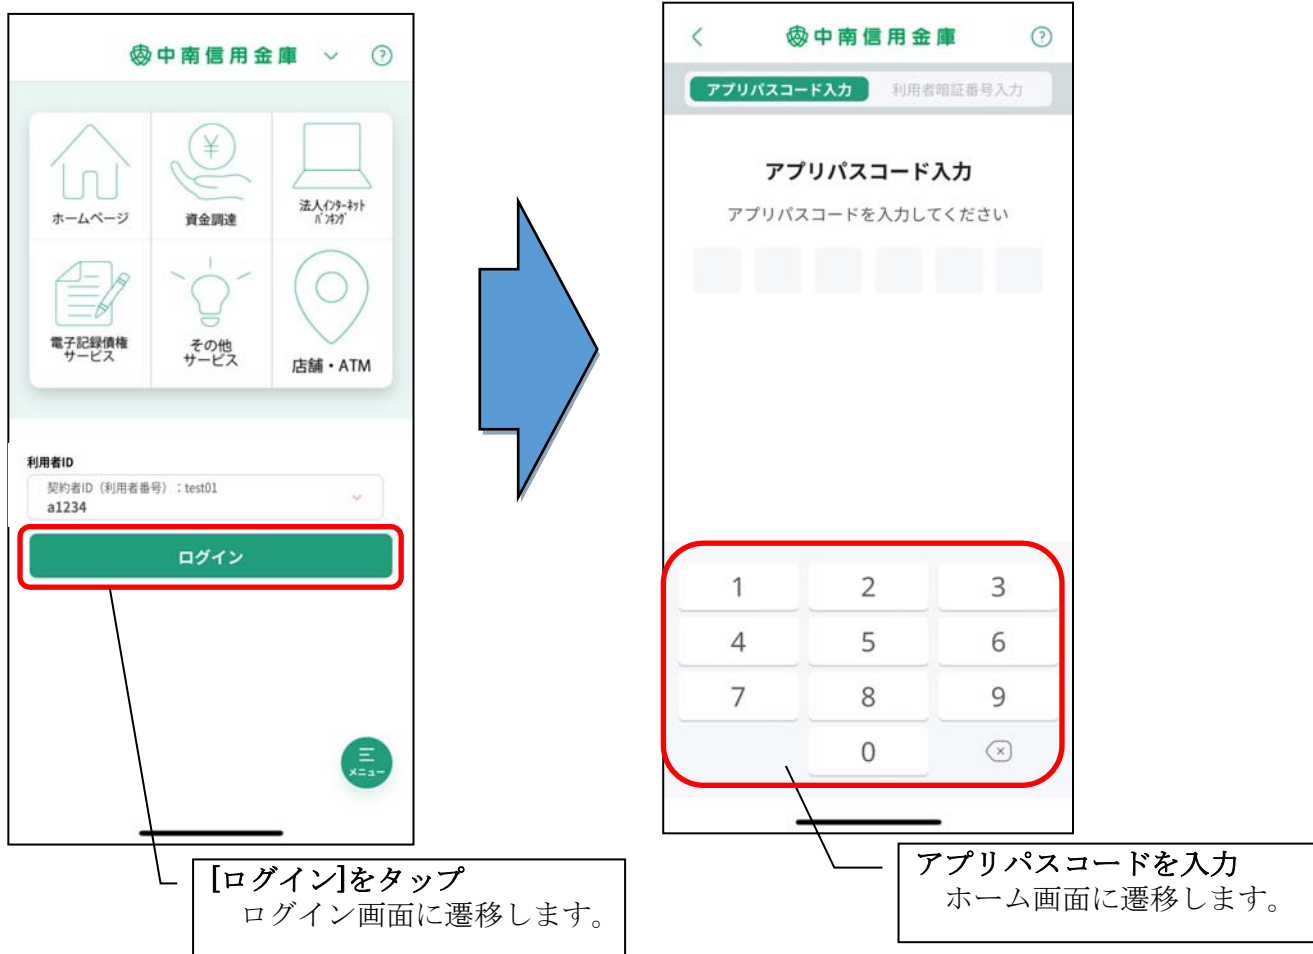 中南信用金庫
?
¥
ホームページ
資金調達
法人インターネット
バンキング
電子記録債権
サービス
その他
サービス
店舗・ATM
利用者ID
契約者ID（利用者番号）：test01
a1234
ログイン
メニュー
[ログイン]をタップ
ログイン画面に遷移します。
中南信用金庫
?
アプリパスコード入力 利用者暗証番号入力
アプリパスコード入力
アプリパスコードを入力してください
1 2 3
4 5 6
7 8 9
0
アプリパスコードを入力
ホーム画面に遷移します。